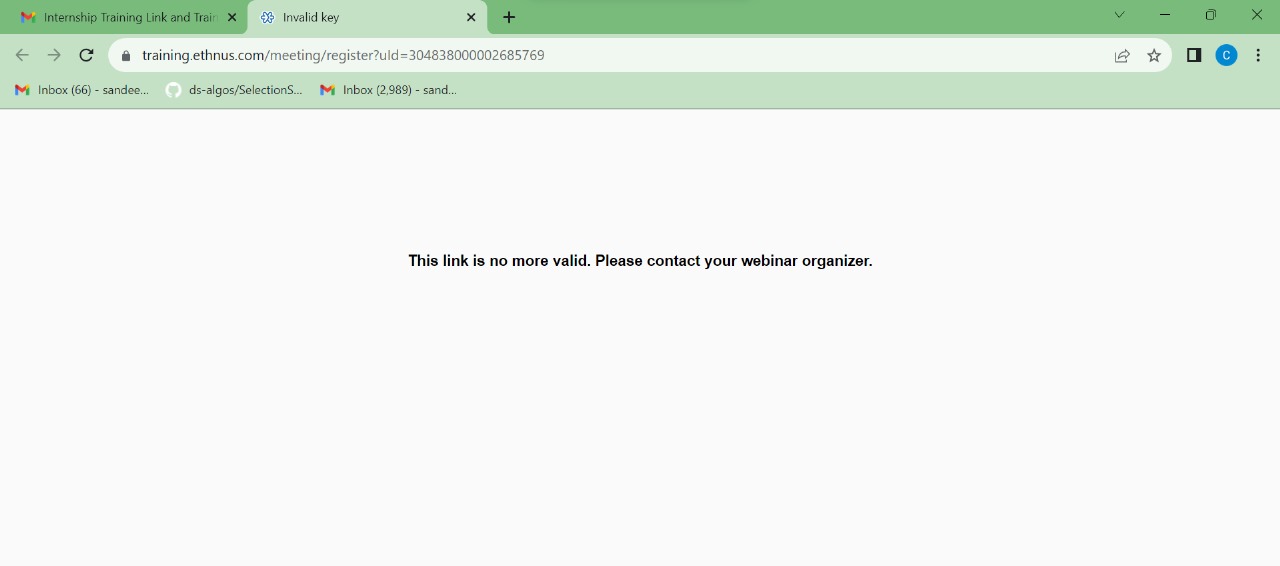 Internship Training Link and Train
Invalid key
training.ethnus.com/meeting/register?uId=304838000002685769
C
Inbox (66) - sandee...
ds-algos/SelectionS...
Inbox (2,989) - sand...
This link is no more valid. Please contact your webinar organizer.